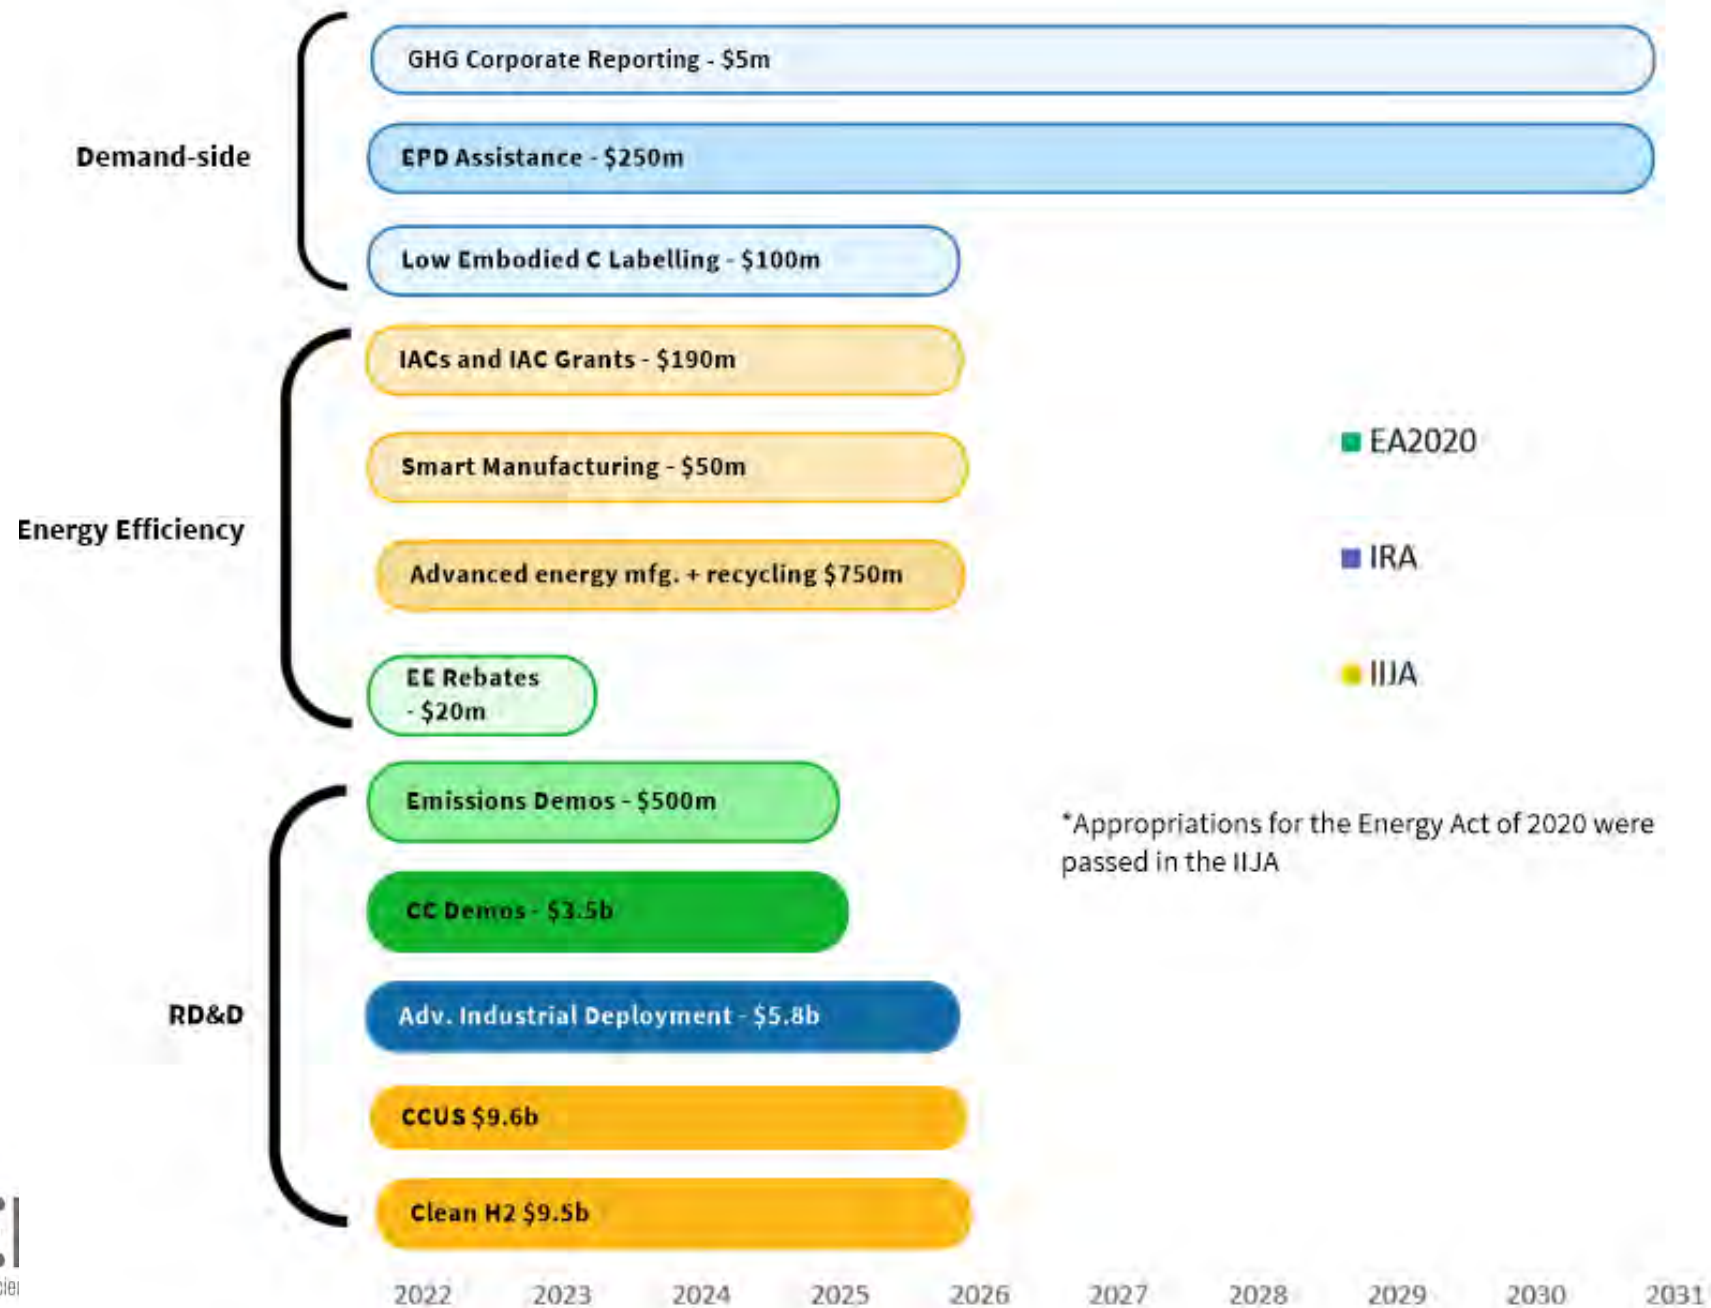 GHG Corporate Reporting - $5m
Demand-side
EPD Assistance - $250m
Low Embodied C Labelling - $100m
IACs and IAC Grants - $190m
Smart Manufacturing - $50m
Energy Efficiency
Advanced energy mfg. + recycling $750m
EE Rebates
- $20m
EA2020
IRA
IIJA
*Appropriations for the Energy Act of 2020 were
passed in the IIJA
Emissions Demos - $500m
CC Demos - $3.5b
RD&D
Adv. Industrial Deployment - $5.8b
CCUS $9.6b
Clean H2 $9.5b
2022 2023 2024 2025 2026 2027 2028 2029 2030 2031